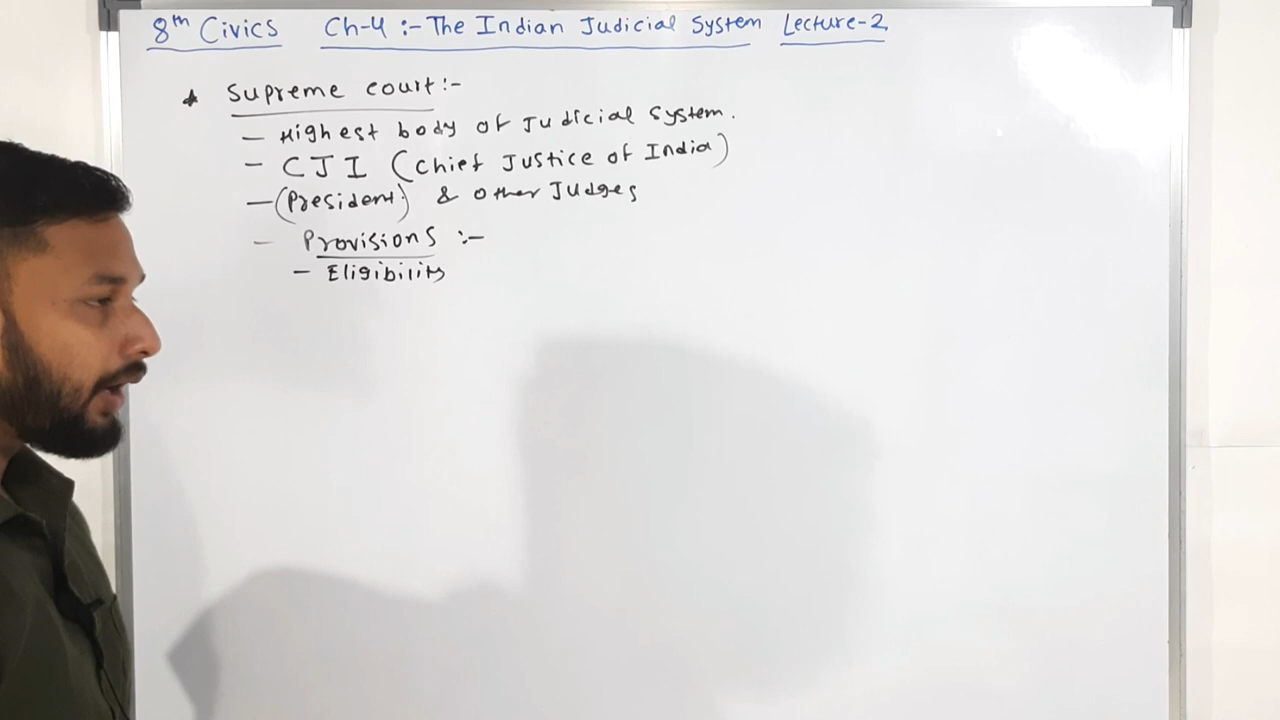 8th Civics Ch-4 :- The Indian Judicial System Lecture-2
* Supreme court :-
- Highest body of Judicial System.
- CJI (Chief Justice of India)
- (President) & Other Judges
- Provisions :-
- Eligibility